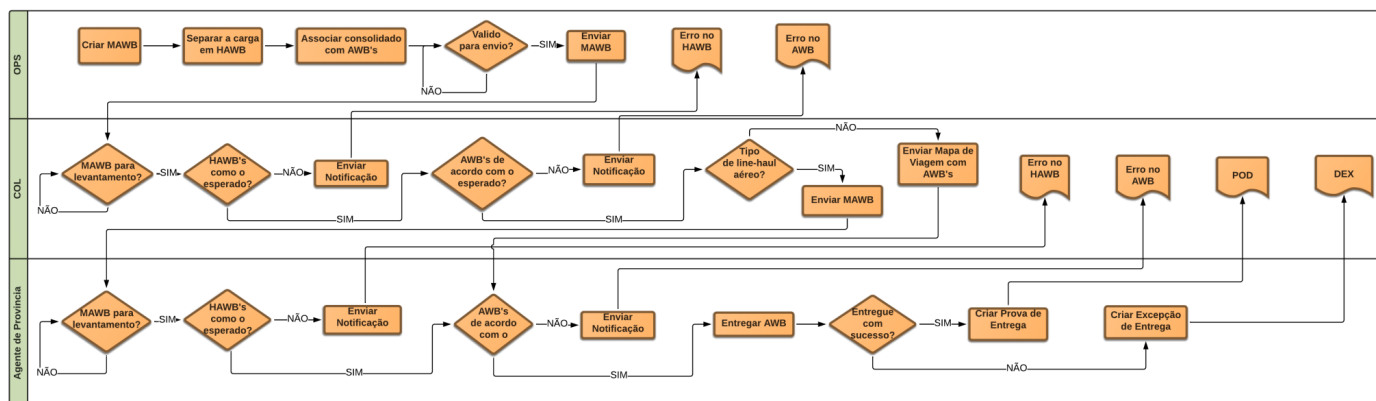 OPS
Criar MAWB
Separar a carga
em HAWB
Associar consolidado
com AWB's
Valido
para envio?
SIM
NÃO
Enviar
MAWB
Erro no
HAWB
Erro no
AWB
COL
MAWB para
levantamento?
NÃO
SIM
HAWB's
como o
esperado?
NÃO
Enviar
Notificação
SIM
AWB's de
acordo com o
esperado?
NÃO
Enviar
Notificação
SIM
Tipo
de line-haul
aéreo?
NÃO
SIM
Enviar MAWB
Enviar Mapa de
Viagem com
AWB's
Erro no
HAWB
Erro no
AWB
POD
DEX
Agente de Provincia
MAWB para
levantamento?
NÃO
SIM
HAWB's
como o
esperado?
NÃO
Enviar
Notificação
SIM
AWB's
de acordo
com o
NÃO
Enviar
Notificação
SIM
Entregar AWB
Entregue
com
sucesso?
SIM
NÃO
Criar Prova de
Entrega
Criar Excepção
de Entrega